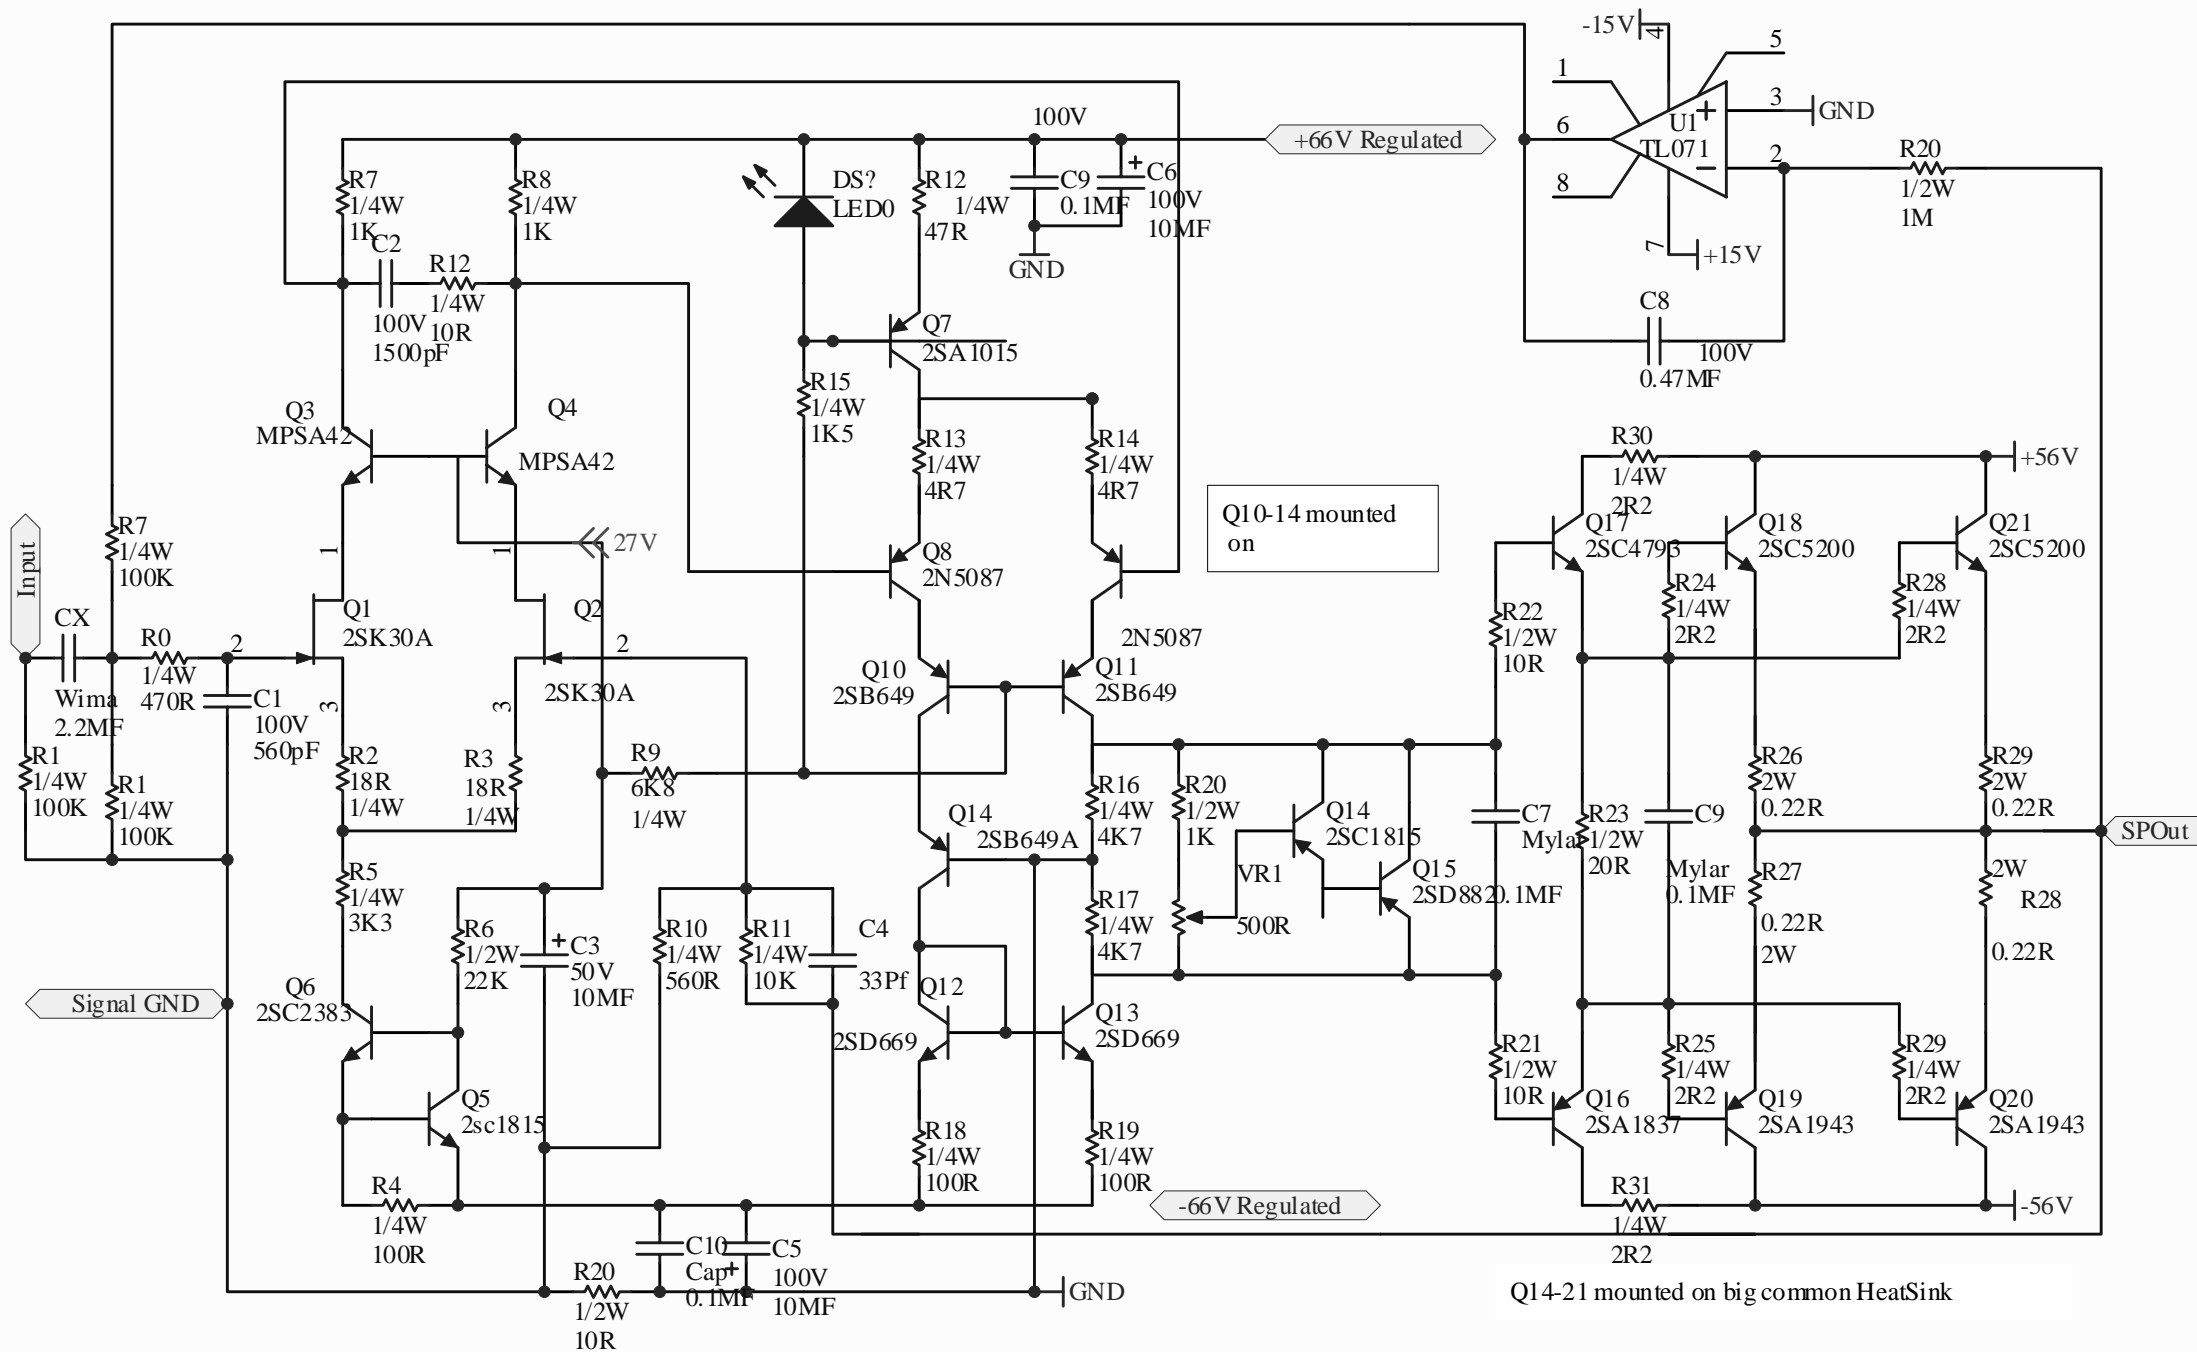 -15V
4
5
1
3
GND
U1
TL071
6
2
R20
1/2W
1M
8
7
+15V
C8
100V
0.47MF
100V
+66V Regulated
R7
1/4W
1K
R8
1/4W
1K
DS?
LED0
R12
1/4W
47R
C9
0.1MF
C6
100V
10MF
GND
C2
100V
1500pF
R12
1/4W
10R
Q7
2SA1015
R15
1/4W
1K5
Q3
MPSA42
Q4
MPSA42
R13
1/4W
4R7
R14
1/4W
4R7
R30
1/4W
2R2
+56V
Q10-14 mounted
on
Input
R7
1/4W
100K
1
1
27V
Q8
2N5087
2N5087
Q17
2SC4793
Q18
2SC5200
Q21
2SC5200
R24
1/4W
2R2
R28
1/4W
2R2
R22
1/2W
10R
CX
Wima
2.2MF
R0
1/4W
470R
2
Q1
2SK30A
Q2
2
2SK30A
C1
100V
560pF
3
3
Q10
2SB649
Q11
2SB649
R1
1/4W
100K
R1
1/4W
100K
R2
18R
1/4W
R3
18R
1/4W
R9
6K8
1/4W
R16
1/4W
4K7
R20
1/2W
1K
Q14
2SC1815
C7
Mylar
0.1MF
R23
1/2W
20R
C9
Mylar
0.1MF
R26
2W
0.22R
R29
2W
0.22R
SPOut
Q14
2SB649A
VR1
500R
Q15
2SD882
R27
0.22R
2W
2W
R28
0.22R
R5
1/4W
3K3
R6
1/2W
22K
C3
50V
10MF
R10
1/4W
560R
R11
1/4W
10K
C4
33Pf
R17
1/4W
4K7
Signal GND
Q6
2SC2383
Q12
2SD669
Q13
2SD669
R21
1/2W
10R
R25
1/4W
2R2
R29
1/4W
2R2
Q5
2sc1815
Q16
2SA1837
Q19
2SA1943
Q20
2SA1943
R18
1/4W
100R
R19
1/4W
100R
R4
1/4W
100R
-66V Regulated
R31
1/4W
2R2
-56V
C10
Cap
0.1MF
C5
100V
10MF
R20
1/2W
10R
GND
Q14-21 mounted on big common HeatSink